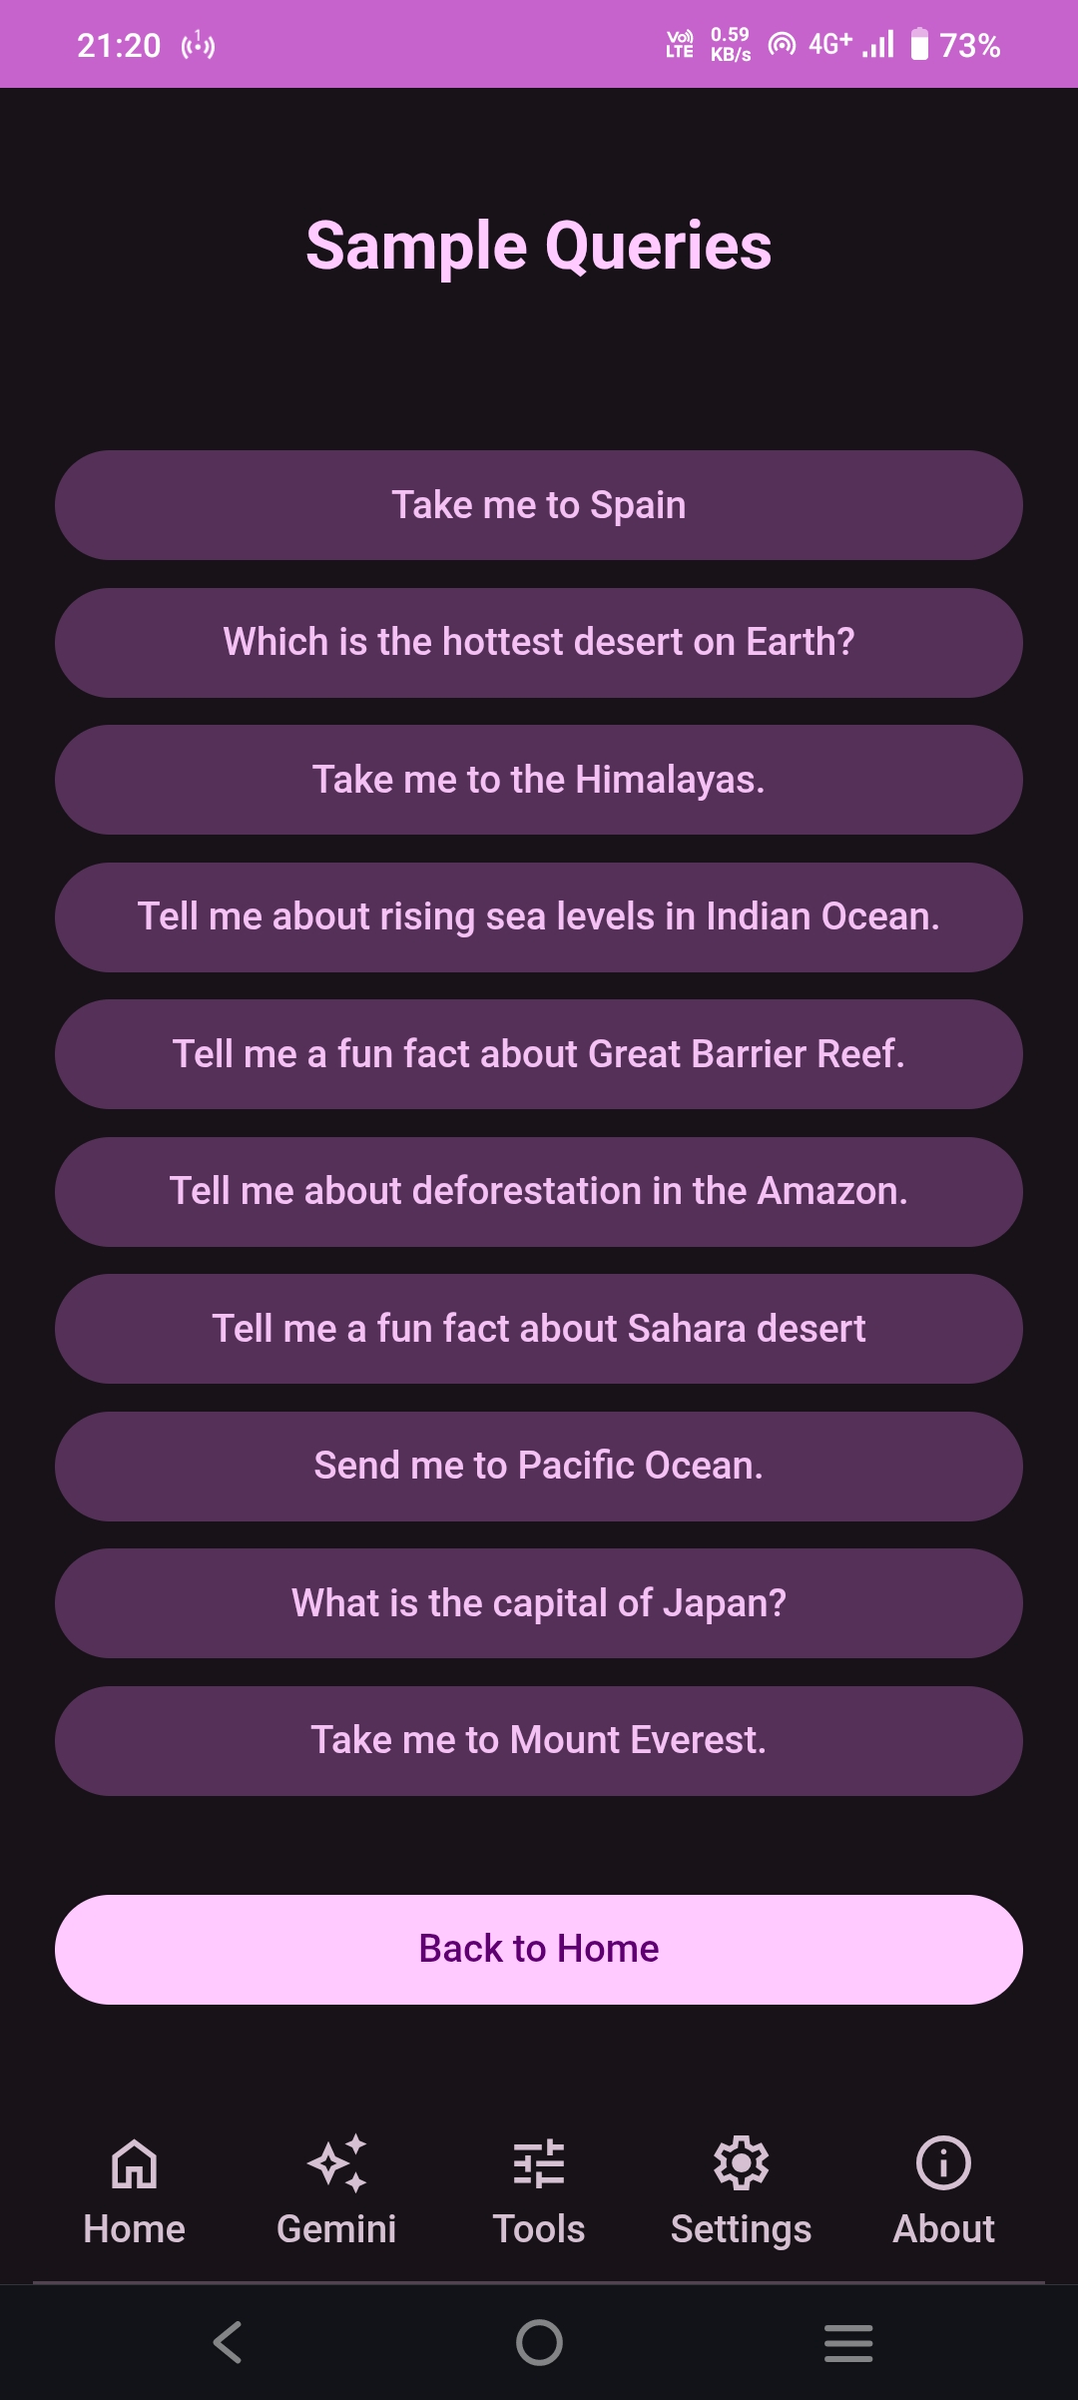 21:20 1 Vo) LTE 0.59 KB/s 4G+ 73%
Sample Queries
Take me to Spain
Which is the hottest desert on Earth?
Take me to the Himalayas.
Tell me about rising sea levels in Indian Ocean.
Tell me a fun fact about Great Barrier Reef.
Tell me about deforestation in the Amazon.
Tell me a fun fact about Sahara desert
Send me to Pacific Ocean.
What is the capital of Japan?
Take me to Mount Everest.
Back to Home
Home Gemini Tools Settings About